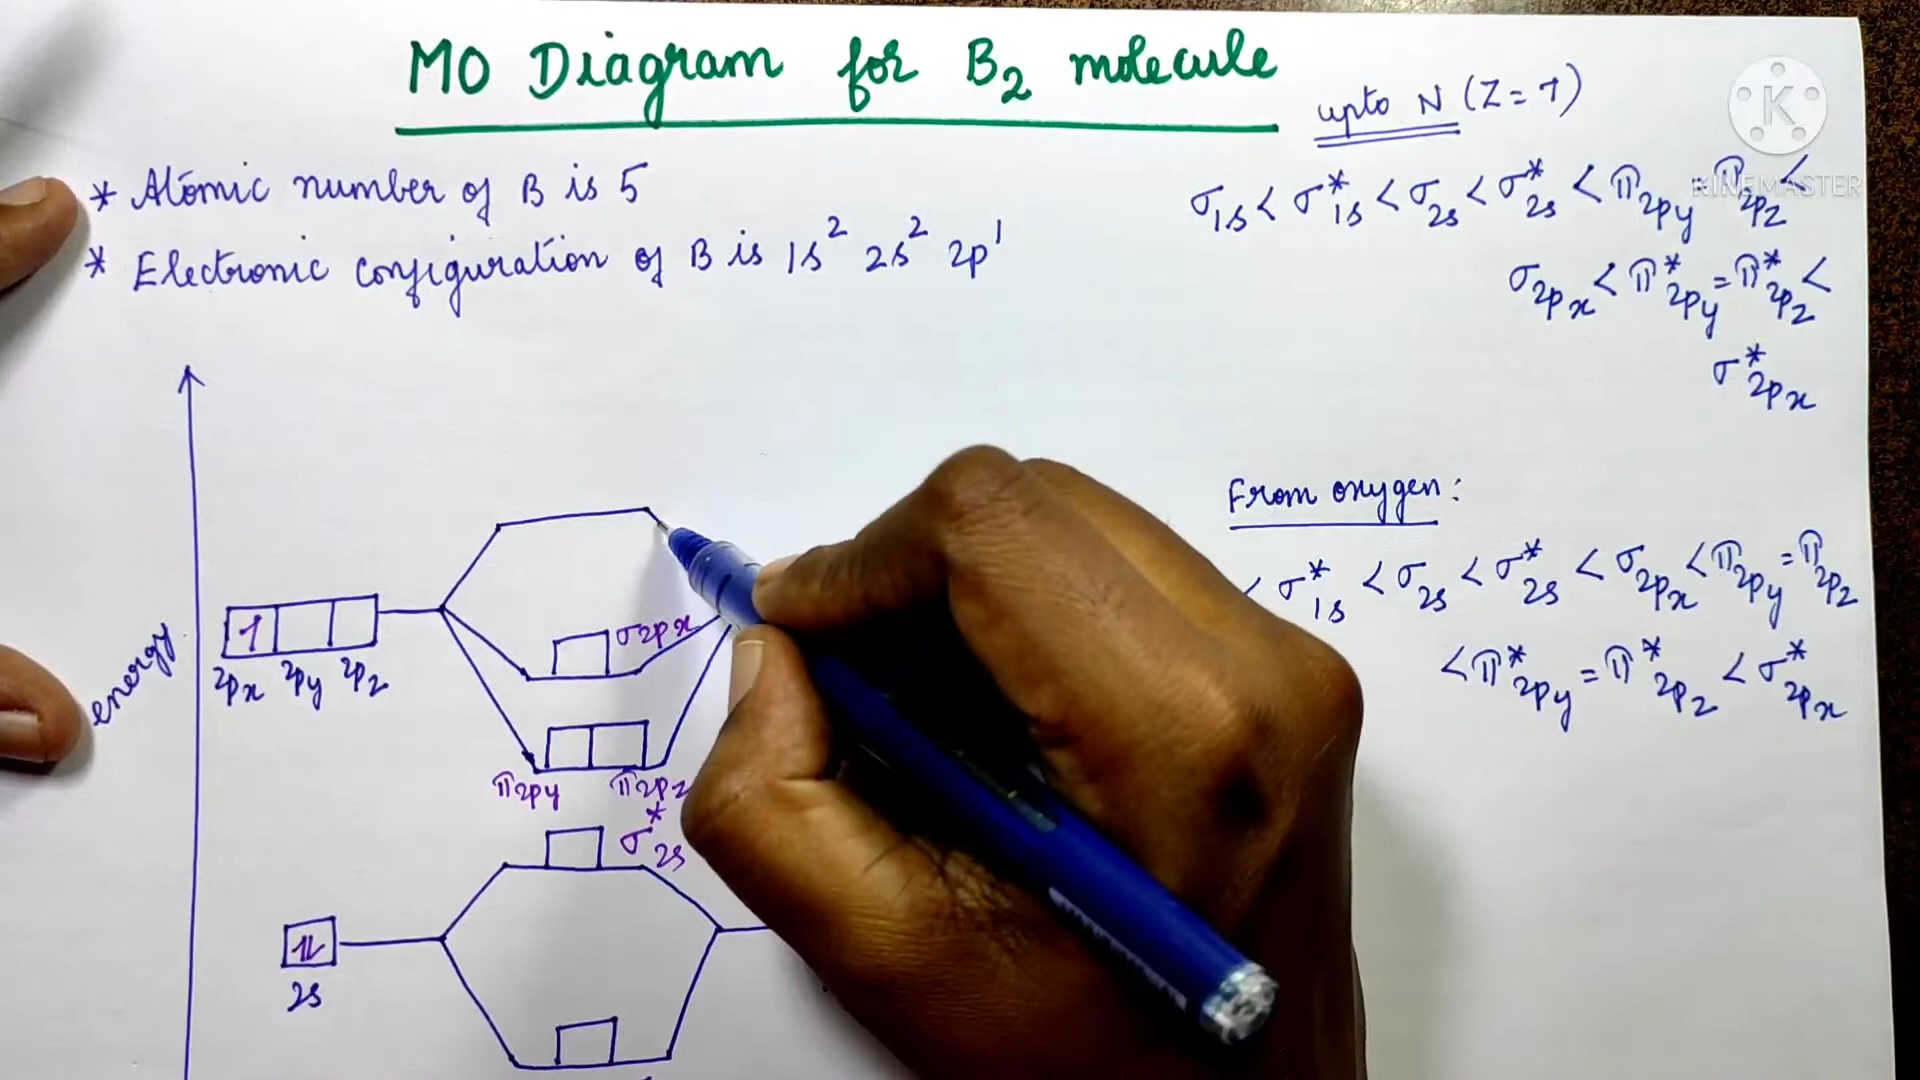 MO Diagram for B₂ molecule
upto N (Z=7)
* Atomic number of B is 5
* Electronic configuration of B is 1s² 2s² 2p¹
σ1s < σ*1s < σ2s < σ*2s < π2py = π2pz <
σ2px < π*2py = π*2pz <
σ*2px
K
KINEMASTER
From oxygen:
< σ*1s < σ2s < σ*2s < σ2px < π2py = π2pz
< π*2py = π*2pz < σ*2px
energy
1
2px 2py 2pz
σ2px
π2py π2pz
σ*2s
1L
2s